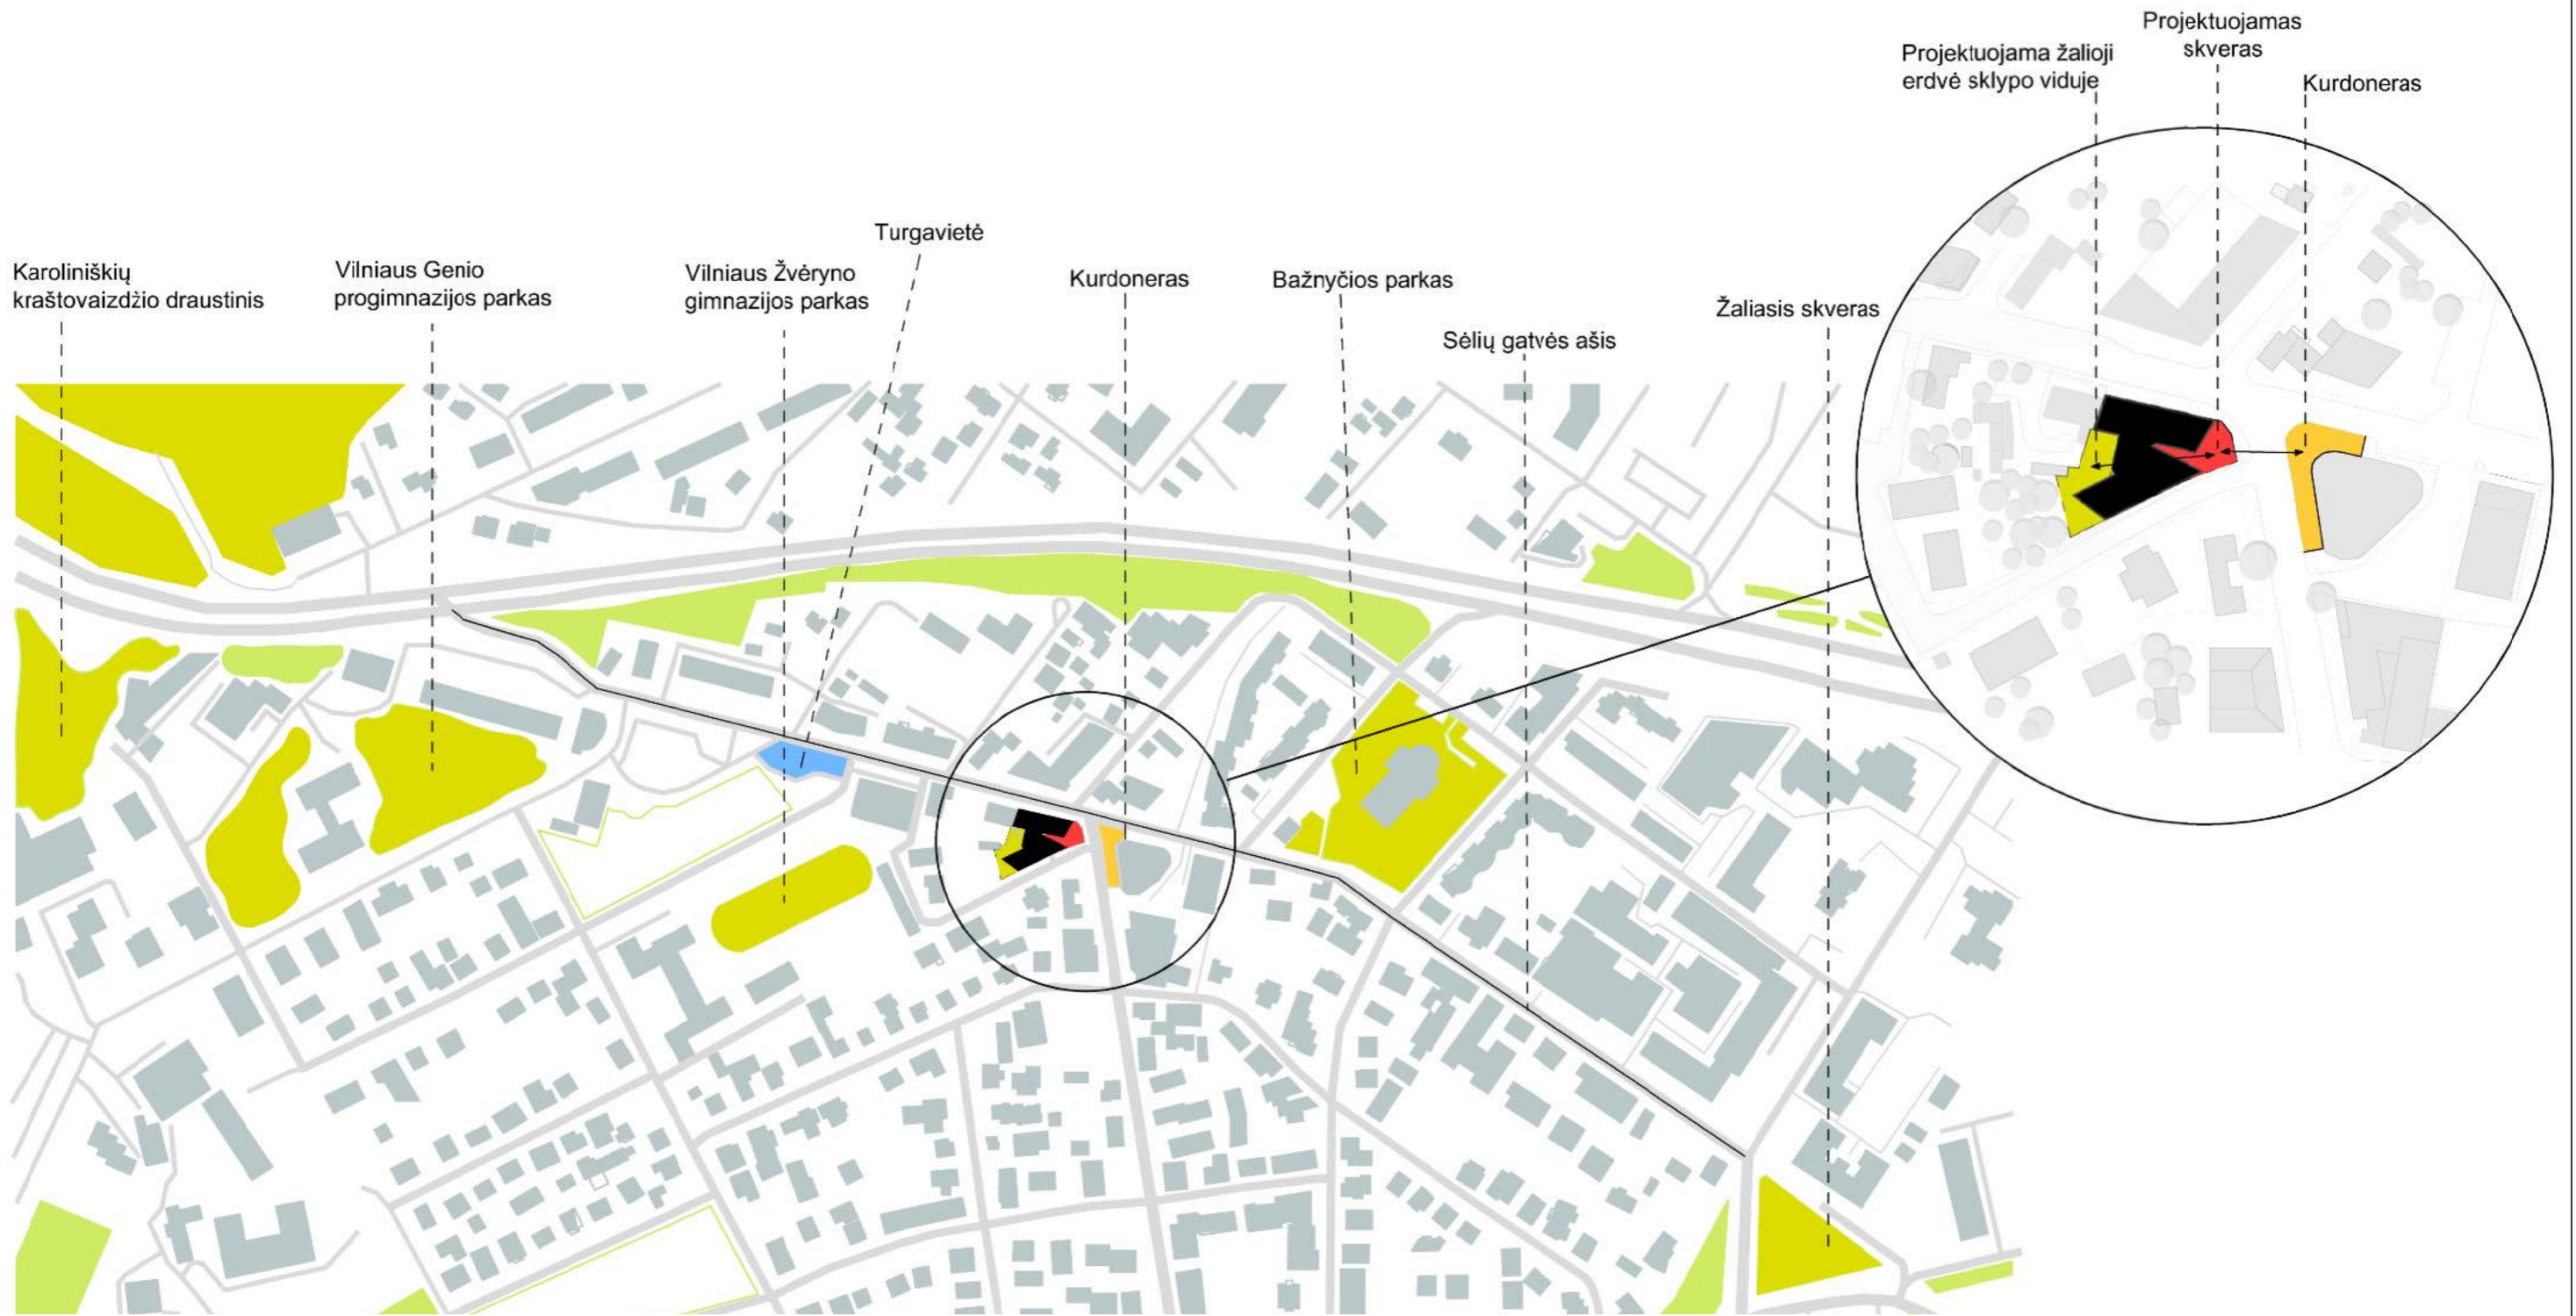 Projektuojamas
skveras
Projektuojama žalioji
erdvė sklypo viduje
Kurdoneras
Turgavietė
Karoliniškių
kraštovaizdžio draustinis
Vilniaus Genio
progimnazijos parkas
Vilniaus Žvėryno
gimnazijos parkas
Kurdoneras
Bažnyčios parkas
Žaliasis skveras
Sėlių gatvės ašis